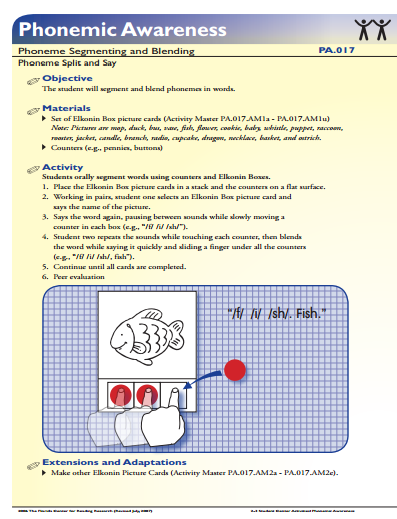 Phonemic Awareness
Phoneme Segmenting and Blending
PA.017
Phoneme Split and Say
Objective
The student will segment and blend phonemes in words.
Materials
Set of Elkonin Box picture cards (Activity Master PA.017.AM1a - PA.017.AM1u)
Note: Pictures are mop, duck, bus, vase, fish, flower, cookie, baby, whistle, puppet, raccoon,
rooster, jacket, candle, branch, radio, cupcake, dragon, necklace, basket, and ostrich.
Counters (e.g., pennies, buttons)
Activity
Students orally segment words using counters and Elkonin Boxes.
1. Place the Elkonin Box picture cards in a stack and the counters on a flat surface.
2. Working in pairs, student one selects an Elkonin Box picture card and
says the name of the picture.
3. Says the word again, pausing between sounds while slowly moving a
counter in each box (e.g., "/f/ /i/ /sh/").
4. Student two repeats the sounds while touching each counter, then blends
the word while saying it quickly and sliding a finger under all the counters
(e.g., "/f/ /i/ /sh/, fish").
5. Continue until all cards are completed.
6. Peer evaluation
"/f/ /i/ /sh/. Fish."
Extensions and Adaptations
Make other Elkonin Picture Cards (Activity Master PA.017.AM2a - PA.017.AM2c).
2006 The Florida Center for Reading Research (Revised July, 2007)
2-3 Student Center Activities: Phonemic Awareness